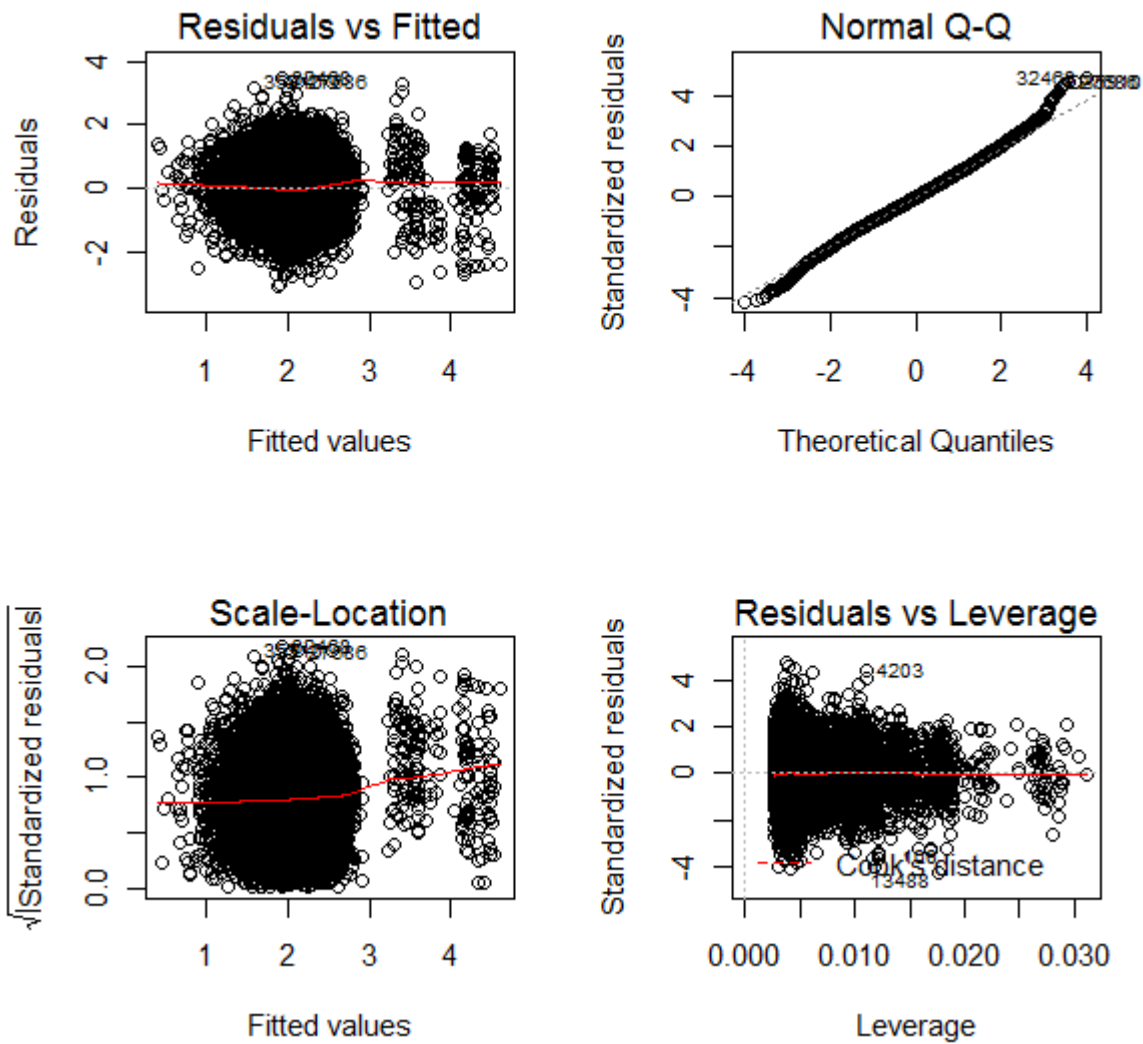 Residuals vs Fitted
Residuals
4
2
0
-2
1 2 3 4
Fitted values
Normal Q-Q
Standardized residuals
4
2
0
-4
-4 -2 0 2 4
Theoretical Quantiles
Scale-Location
√|Standardized residuals|
2.0
1.0
0.0
1 2 3 4
Fitted values
Residuals vs Leverage
Standardized residuals
4
2
0
-4
4203
Cook's distance
13488
0.000 0.010 0.020 0.030
Leverage